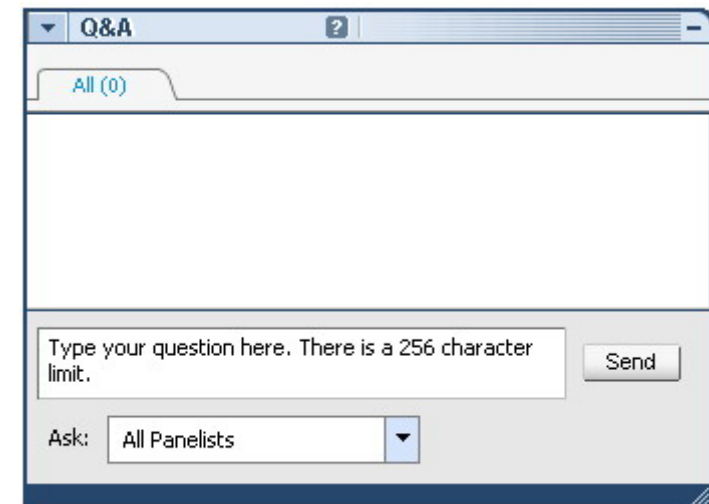 Q&A ?
All (0)
Type your question here. There is a 256 character
limit.
Send
Ask: All Panelists